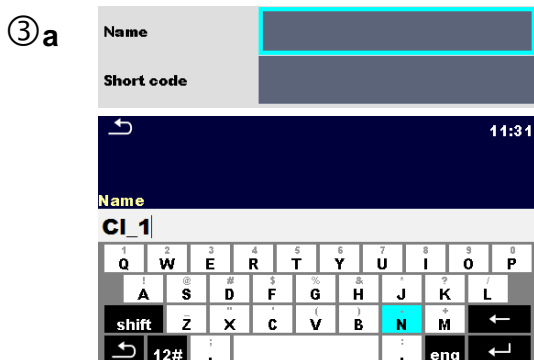 ③a
Name
Short code
11:31
Name
Cl_1
1 2 3 4 5 6 7 8 9 0
Q W E R T Y U I O P
! @ # $ % & ' ? /
A S D F G H J K L
( ) - +
shift Z X C V B N M ←
; :
12# . . eng